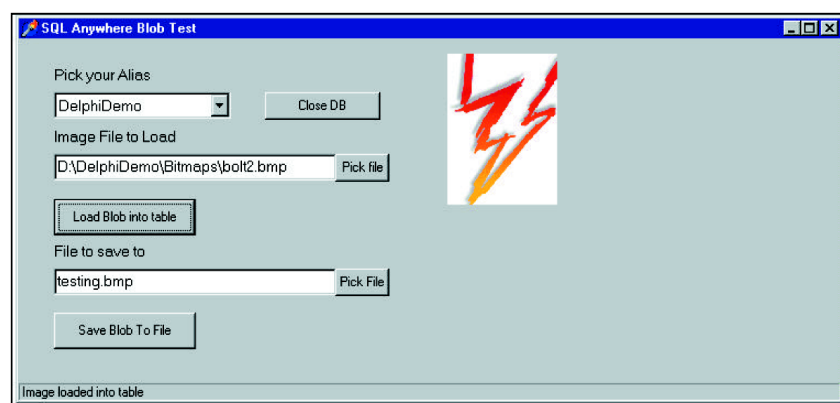 SQL Anywhere Blob Test
Pick your Alias
DelphiDemo
Close DB
Image File to Load
D:\DelphiDemo\Bitmaps\bolt2.bmp
Pick file
Load Blob into table
File to save to
testing.bmp
Pick File
Save Blob To File
Image loaded into table